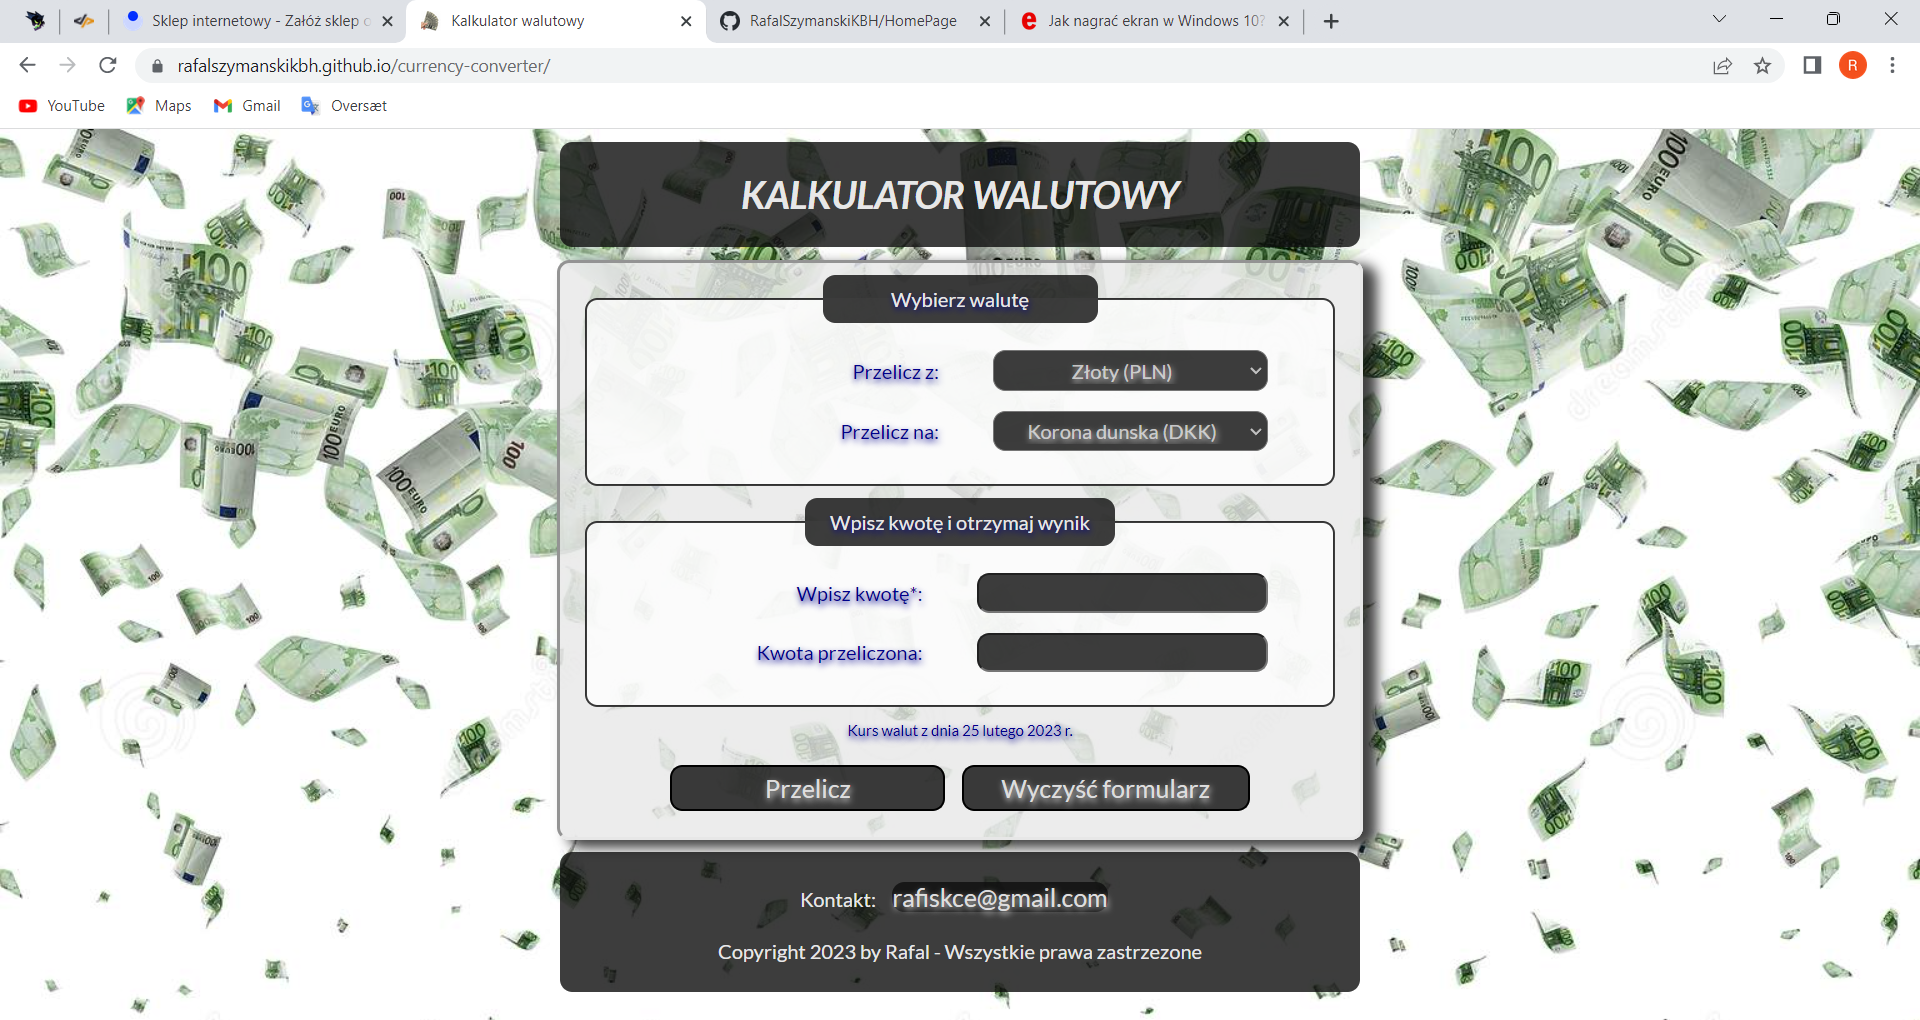 Sklep internetowy - Załóż sklep o
Kalkulator walutowy
RafalSzymanskiKBH/HomePage
Jak nagrać ekran w Windows 10?
rafalszymanskikbh.github.io/currency-converter/
R
YouTube
Maps
Gmail
Oversæt
KALKULATOR WALUTOWY
Wybierz walutę
Przelicz z:
Złoty (PLN)
Przelicz na:
Korona dunska (DKK)
Wpisz kwotę i otrzymaj wynik
Wpisz kwotę*:
Kwota przeliczona:
Kurs walut z dnia 25 lutego 2023 r.
Przelicz
Wyczyść formularz
Kontakt: rafiskce@gmail.com
Copyright 2023 by Rafal - Wszystkie prawa zastrzezone